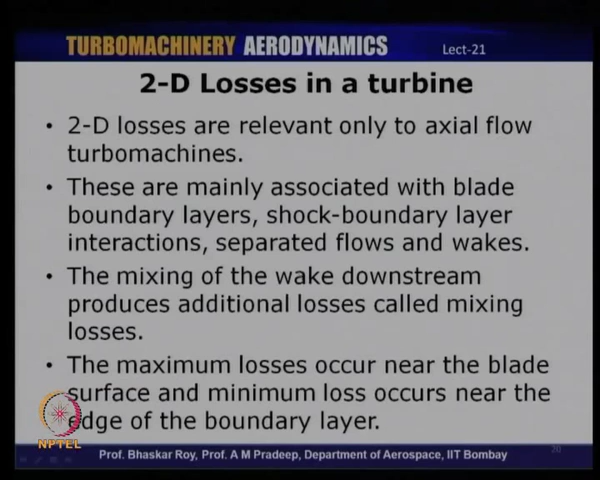 TURBOMACHINERY AERODYNAMICS Lect-21
2-D Losses in a turbine
• 2-D losses are relevant only to axial flow
turbomachines.
• These are mainly associated with blade
boundary layers, shock-boundary layer
interactions, separated flows and wakes.
• The mixing of the wake downstream
produces additional losses called mixing
losses.
• The maximum losses occur near the blade
surface and minimum loss occurs near the
edge of the boundary layer.
NPTEL
Prof. Bhaskar Roy, Prof. A M Pradeep, Department of Aerospace, IIT Bombay
20